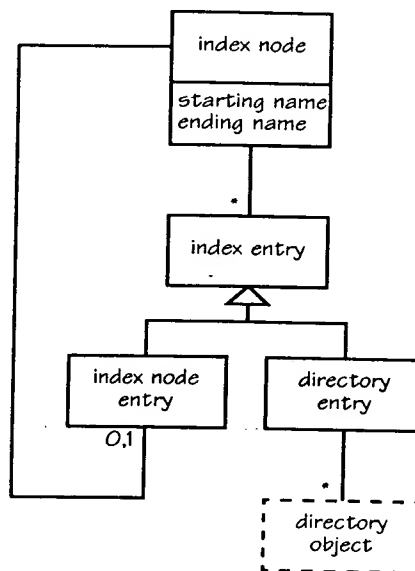 index node
starting name
ending name
*
index entry
index node
entry
directory
entry
0,1
*
directory
object